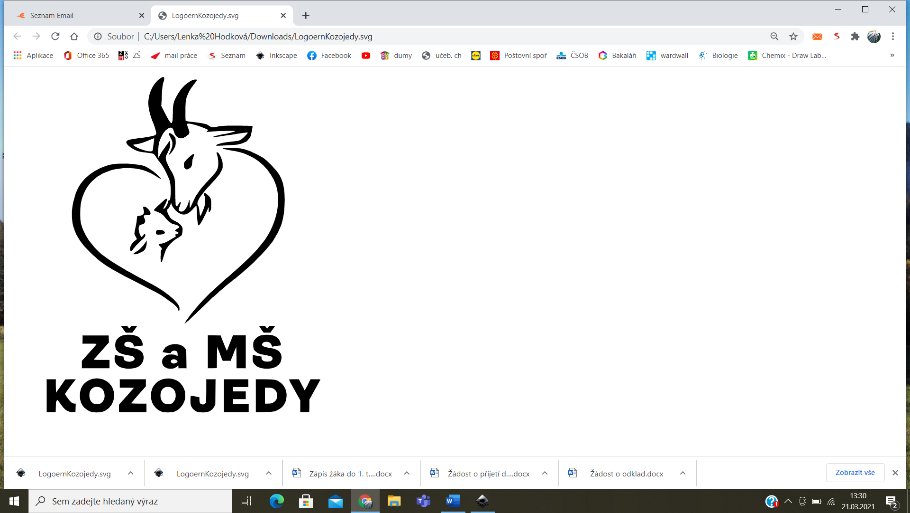 Seznam Email
LogoernKozojedy.svg
Soubor | C:/Users/Lenka%20Hodková/Downloads/LogoernKozojedy.svg
Aplikace Office 365 ZŠ mail práce Seznam Inkscape Facebook dumy učeb. ch Poštovní spoř ČSOB Bakaláři wardwall Biologie Chemix - Draw Lab...
ZŠ a MŠ
KOZOJEDY
LogoernKozojedy.svg LogoernKozojedy.svg Zápis žáka do 1. t....docx Žádost o přijetí d....docx Žádost o odklad.docx Zobrazit vše
Sem zadejte hledaný výraz
13:30
21.03.2021
2